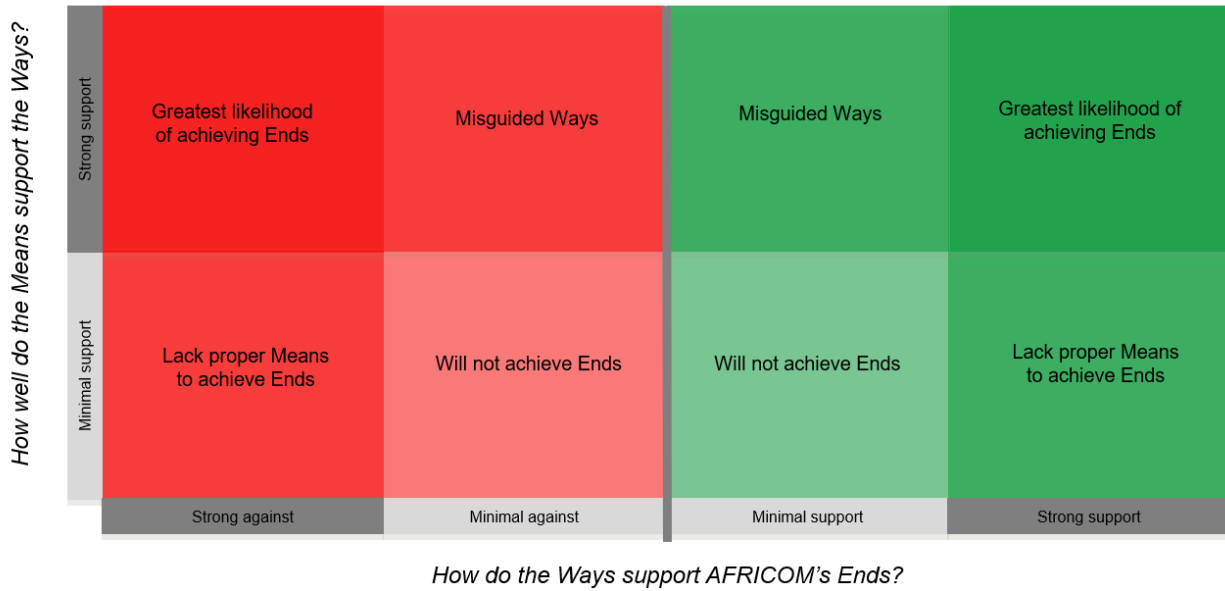 How well do the Means support the Ways?
Strong support
Greatest likelihood
of achieving Ends
Misguided Ways
Misguided Ways
Greatest likelihood of
achieving Ends
Minimal support
Lack proper Means
to achieve Ends
Will not achieve Ends
Will not achieve Ends
Lack proper Means
to achieve Ends
Strong against
Minimal against
Minimal support
Strong support
How do the Ways support AFRICOM's Ends?